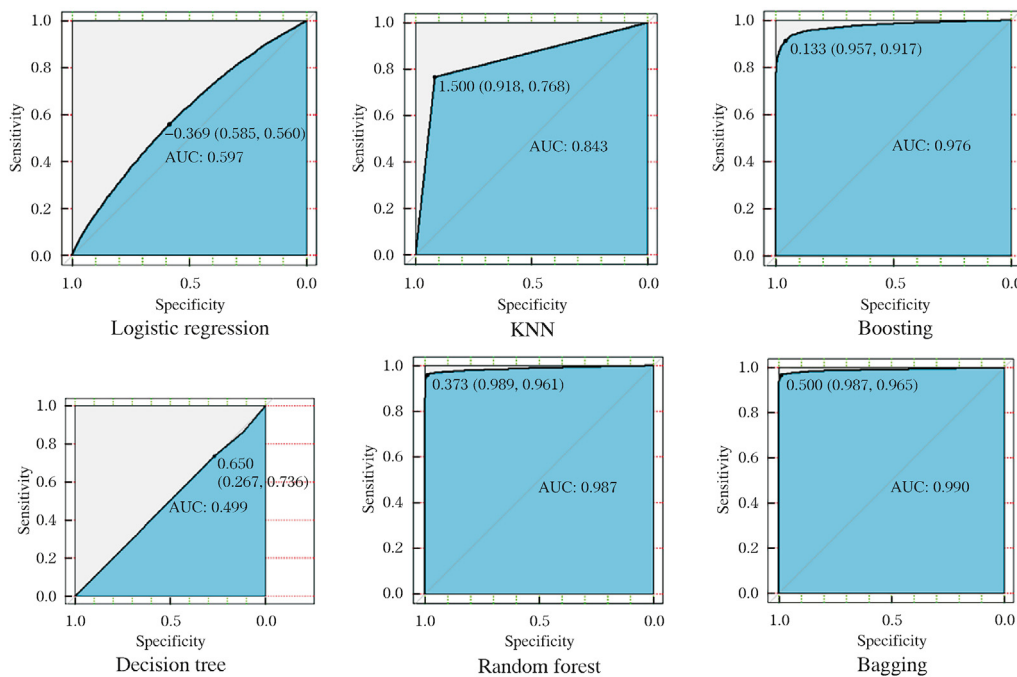 1.0
0.8
0.6
0.4
0.2
0.0
Sensitivity
−0.369 (0.585, 0.560)
AUC: 0.597
1.0
0.5
0.0
Specificity
Logistic regression
1.0
0.8
0.6
0.4
0.2
0.0
Sensitivity
1.500 (0.918, 0.768)
AUC: 0.843
1.0
0.5
0.0
Specificity
KNN
1.0
0.8
0.6
0.4
0.2
0.0
Sensitivity
0.133 (0.957, 0.917)
AUC: 0.976
1.0
0.5
0.0
Specificity
Boosting
1.0
0.8
0.6
0.4
0.2
0.0
Sensitivity
0.650
(0.267, 0.736)
AUC: 0.499
1.0
0.5
0.0
Specificity
Decision tree
1.0
0.8
0.6
0.4
0.2
0.0
Sensitivity
0.373 (0.989, 0.961)
AUC: 0.987
1.0
0.5
0.0
Specificity
Random forest
1.0
0.8
0.6
0.4
0.2
0.0
Sensitivity
0.500 (0.987, 0.965)
AUC: 0.990
1.0
0.5
0.0
Specificity
Bagging